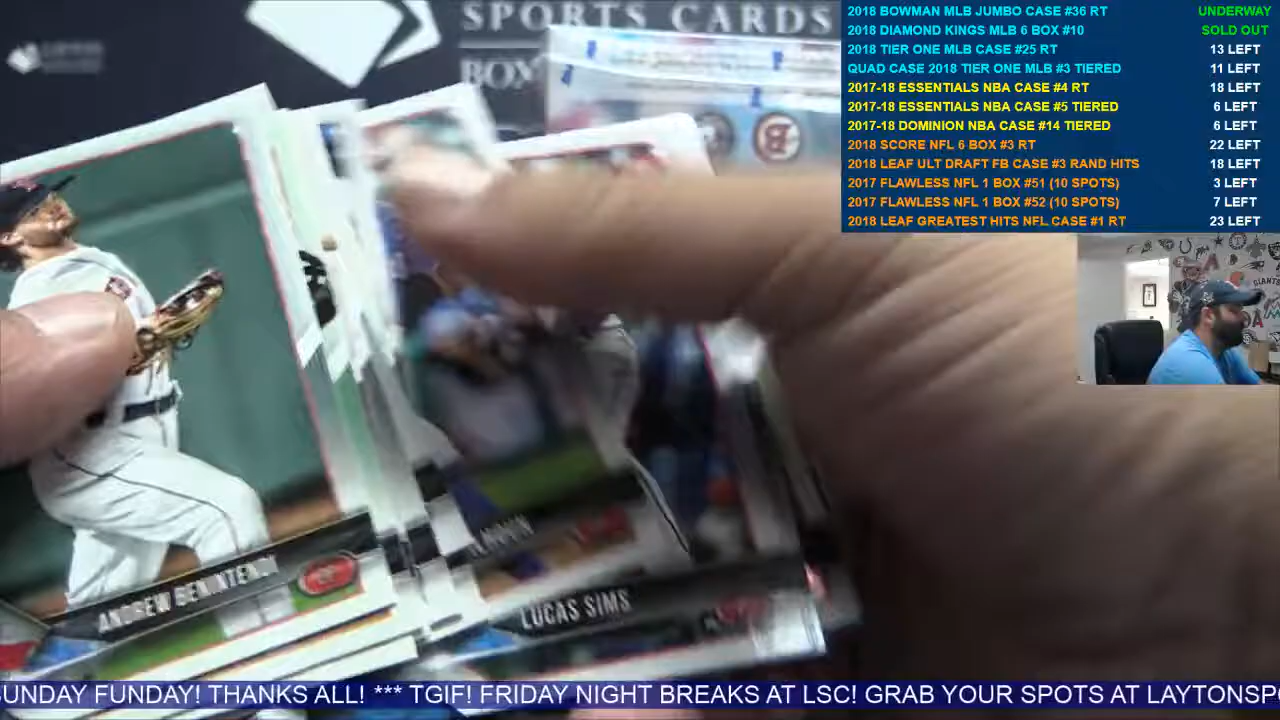 SPORTS CARDS
BOX
2018 BOWMAN MLB JUMBO CASE #36 RT UNDERWAY
2018 DIAMOND KINGS MLB 6 BOX #10 SOLD OUT
2018 TIER ONE MLB CASE #25 RT 13 LEFT
QUAD CASE 2018 TIER ONE MLB #3 TIERED 11 LEFT
2017-18 ESSENTIALS NBA CASE #4 RT 18 LEFT
2017-18 ESSENTIALS NBA CASE #5 TIERED 6 LEFT
2017-18 DOMINION NBA CASE #14 TIERED 6 LEFT
2018 SCORE NFL 6 BOX #3 RT 22 LEFT
2018 LEAF ULT DRAFT FB CASE #3 RAND HITS 18 LEFT
2017 FLAWLESS NFL 1 BOX #51 (10 SPOTS) 3 LEFT
2017 FLAWLESS NFL 1 BOX #52 (10 SPOTS) 7 LEFT
2018 LEAF GREATEST HITS NFL CASE #1 RT 23 LEFT
GIANTS
ANDREW BENINTENDI
LUCAS SIMS
SUNDAY FUNDAY! THANKS ALL! *** TGIF! FRIDAY NIGHT BREAKS AT LSC! GRAB YOUR SPOTS AT LAYTONSPO